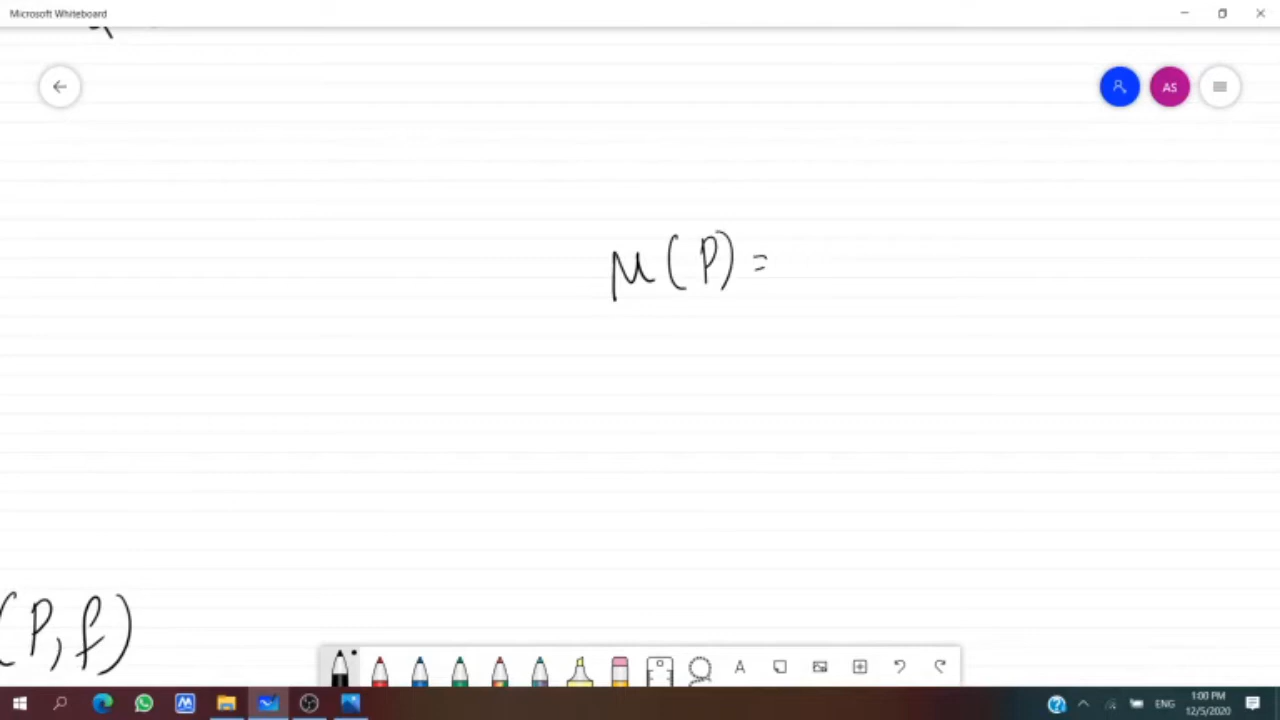 Microsoft Whiteboard
AS
μ(P) =
(P, f)
A
ENG
1:00 PM
12/5/2020